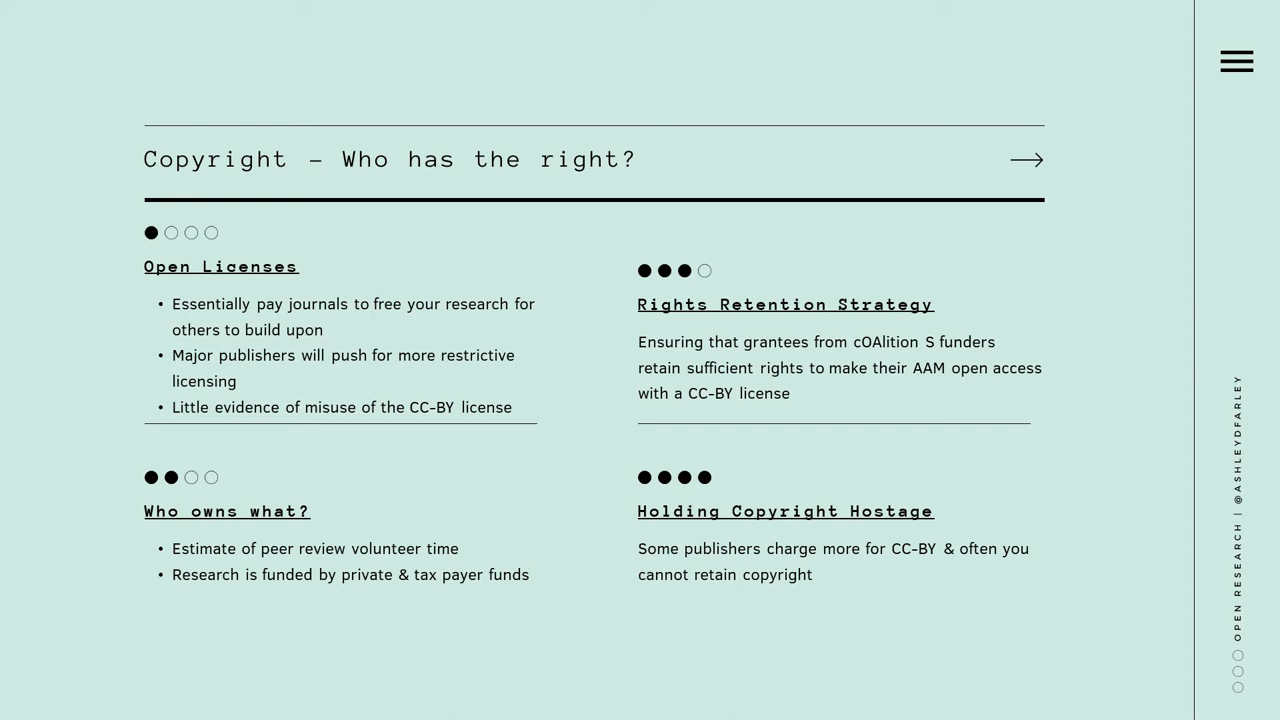 Copyright – Who has the right?
Open Licenses
• Essentially pay journals to free your research for
others to build upon
• Major publishers will push for more restrictive
licensing
• Little evidence of misuse of the CC-BY license
Who owns what?
• Estimate of peer review volunteer time
• Research is funded by private & tax payer funds
Rights Retention Strategy
Ensuring that grantees from cOAlition S funders
retain sufficient rights to make their AAM open access
with a CC-BY license
Holding Copyright Hostage
Some publishers charge more for CC-BY & often you
cannot retain copyright
OPEN RESEARCH | @ASHLEYDFARLEY